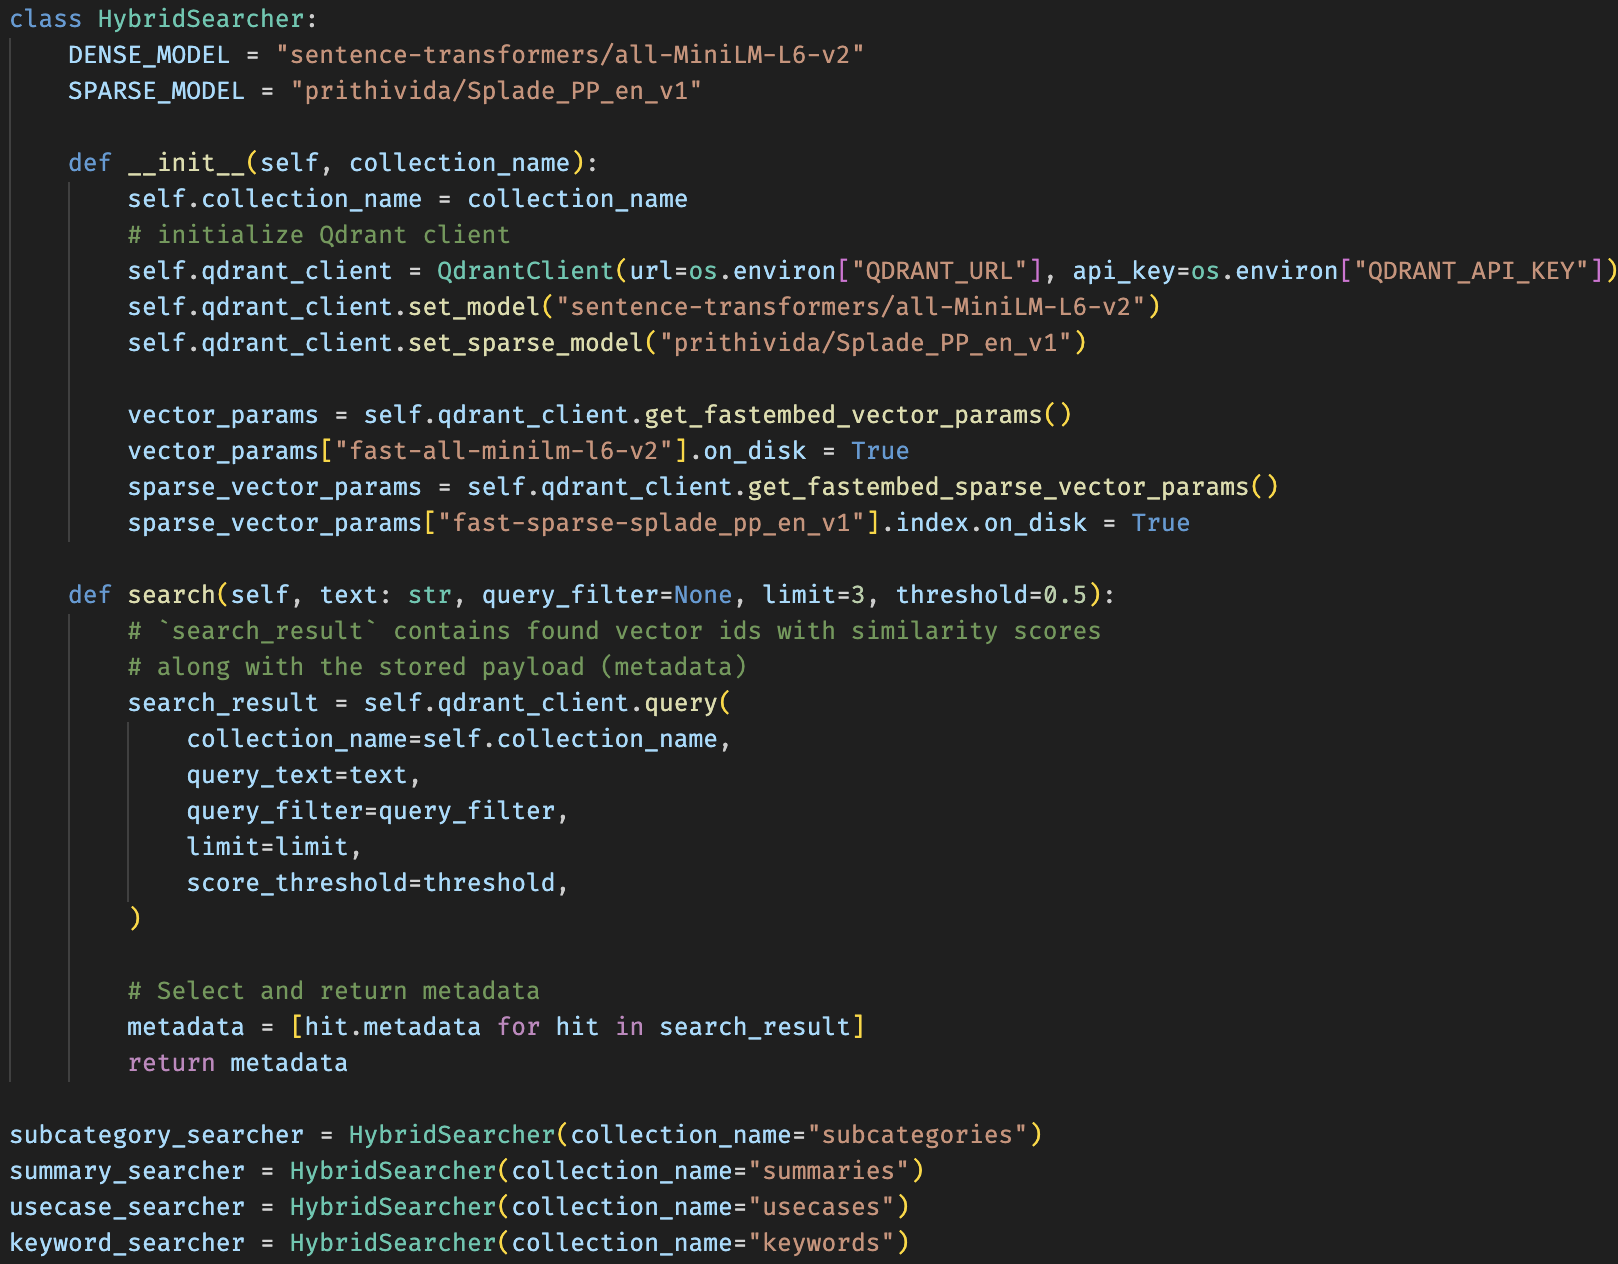 class HybridSearcher:
    DENSE_MODEL = "sentence-transformers/all-MiniLM-L6-v2"
    SPARSE_MODEL = "prithivida/Splade_PP_en_v1"

    def __init__(self, collection_name):
        self.collection_name = collection_name
        # initialize Qdrant client
        self.qdrant_client = QdrantClient(url=os.environ["QDRANT_URL"], api_key=os.environ["QDRANT_API_KEY"])
        self.qdrant_client.set_model("sentence-transformers/all-MiniLM-L6-v2")
        self.qdrant_client.set_sparse_model("prithivida/Splade_PP_en_v1")

        vector_params = self.qdrant_client.get_fastembed_vector_params()
        vector_params["fast-all-minilm-l6-v2"].on_disk = True
        sparse_vector_params = self.qdrant_client.get_fastembed_sparse_vector_params()
        sparse_vector_params["fast-sparse-splade_pp_en_v1"].index.on_disk = True

    def search(self, text: str, query_filter=None, limit=3, threshold=0.5):
        # `search_result` contains found vector ids with similarity scores
        # along with the stored payload (metadata)
        search_result = self.qdrant_client.query(
            collection_name=self.collection_name,
            query_text=text,
            query_filter=query_filter,
            limit=limit,
            score_threshold=threshold,
        )

        # Select and return metadata
        metadata = [hit.metadata for hit in search_result]
        return metadata

subcategory_searcher = HybridSearcher(collection_name="subcategories")
summary_searcher = HybridSearcher(collection_name="summaries")
usecase_searcher = HybridSearcher(collection_name="usecases")
keyword_searcher = HybridSearcher(collection_name="keywords")